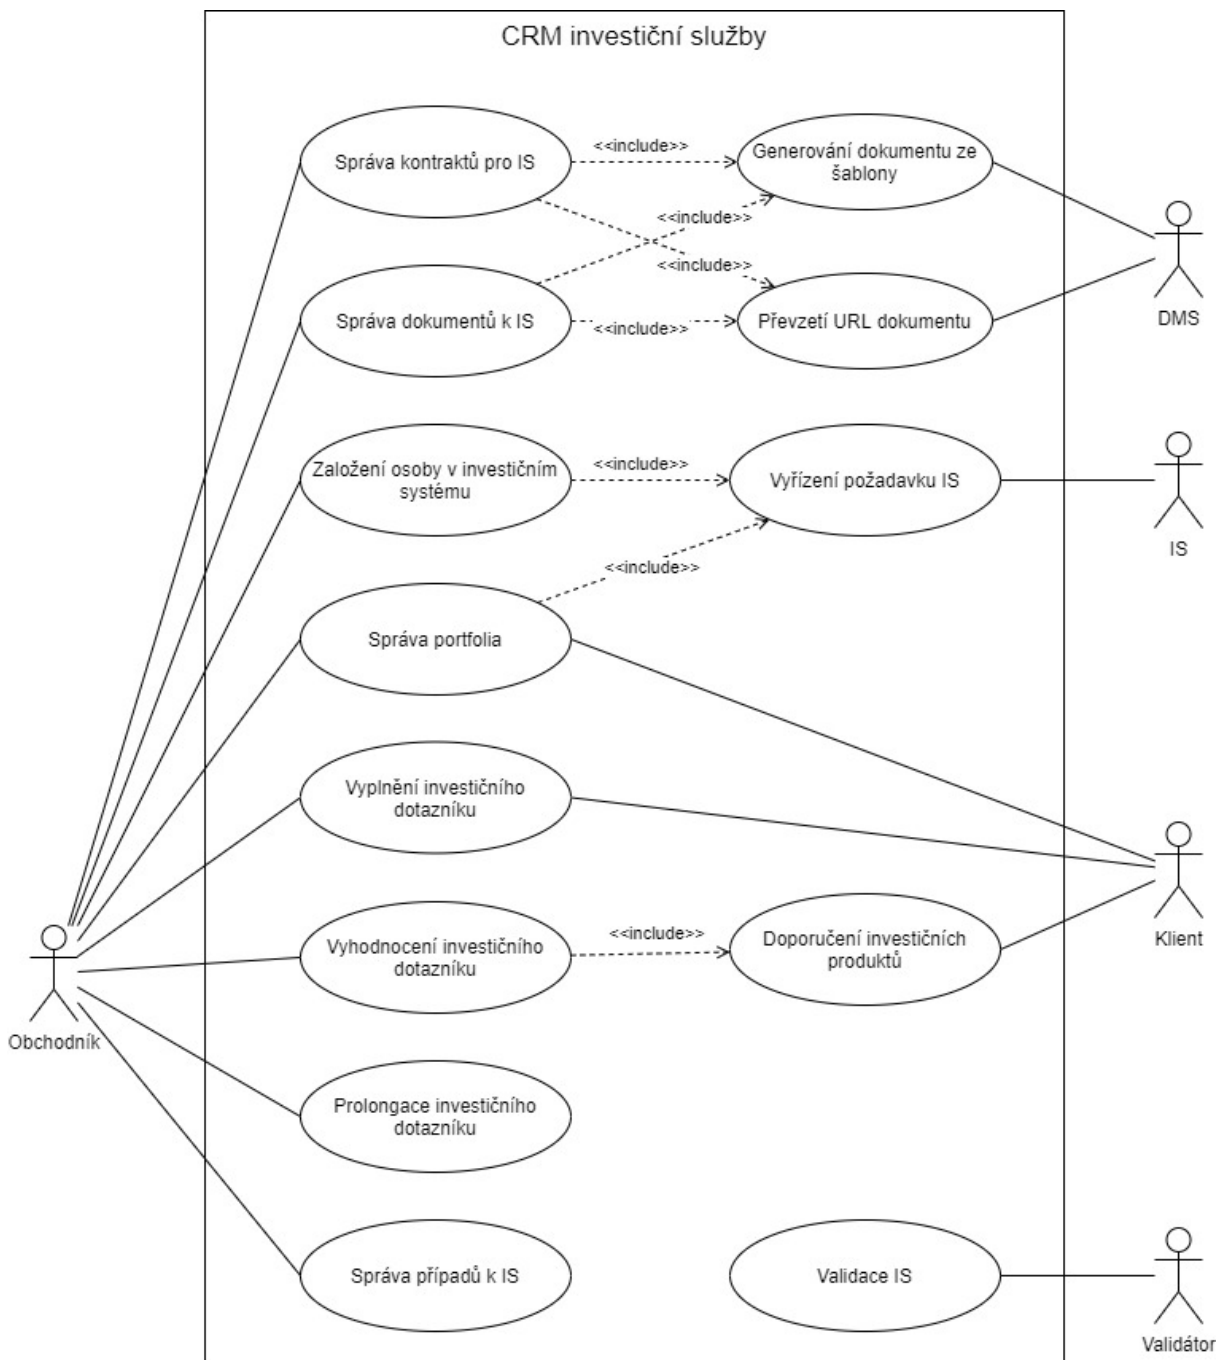 CRM investiční služby
Správa kontraktů pro IS
<<include>>
Generování dokumentu ze
šablony
<<include>>
<<include>>
DMS
Správa dokumentů k IS
<<include>>
Převzetí URL dokumentu
Založení osoby v investičním
systému
<<include>>
Vyřízení požadavku IS
IS
<<include>>
Správa portfolia
Vyplnění investičního
dotazníku
Vyhodnocení investičního
dotazníku
<<include>>
Doporučení investičních
produktů
Klient
Obchodník
Prolongace investičního
dotazníku
Správa případů k IS
Validace IS
Validátor